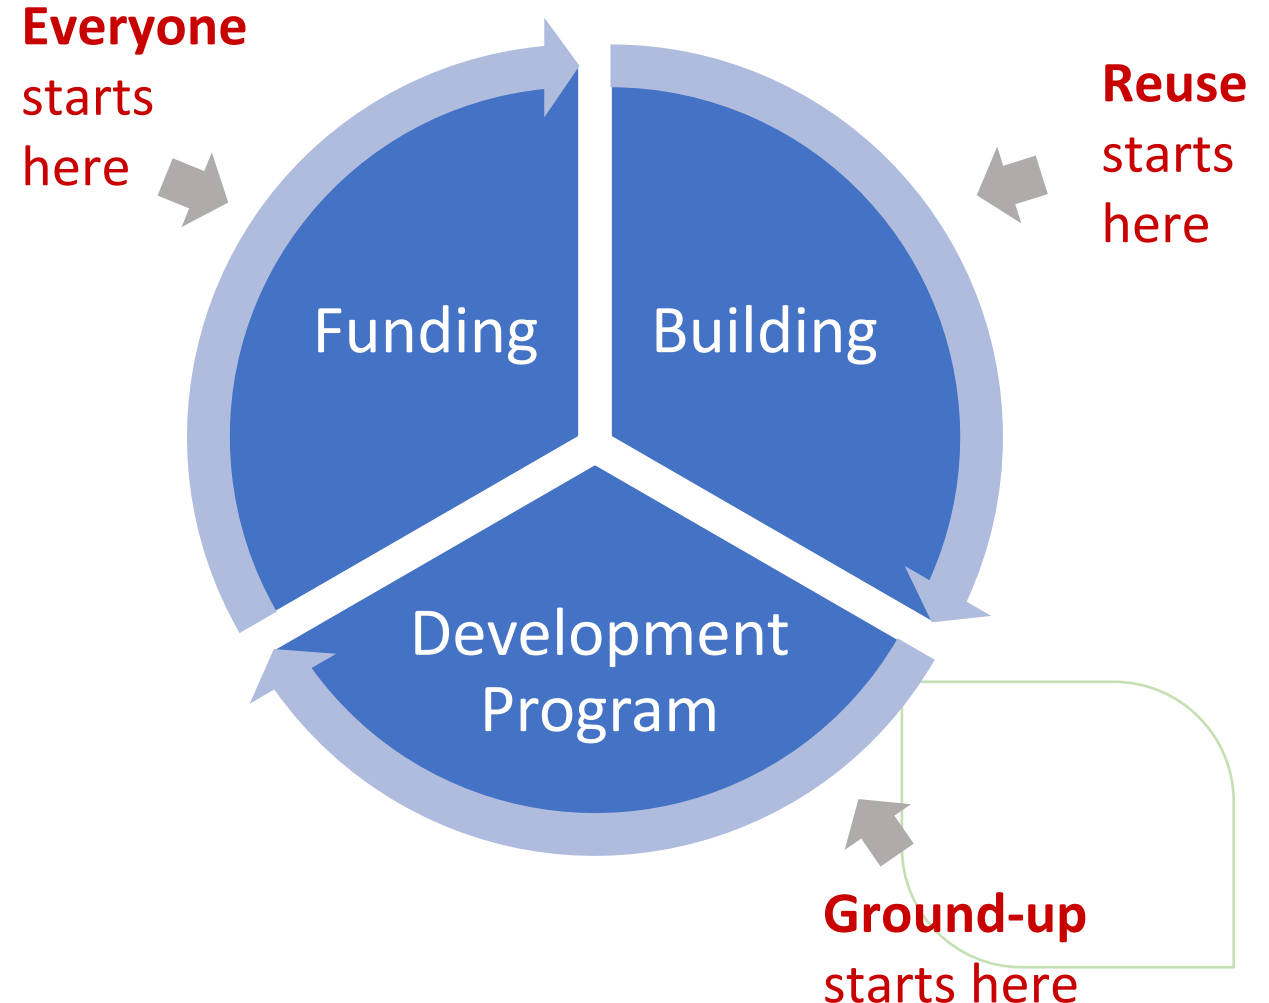 Everyone
starts
here
Reuse
starts
here
Funding
Building
Development
Program
Ground-up
starts here